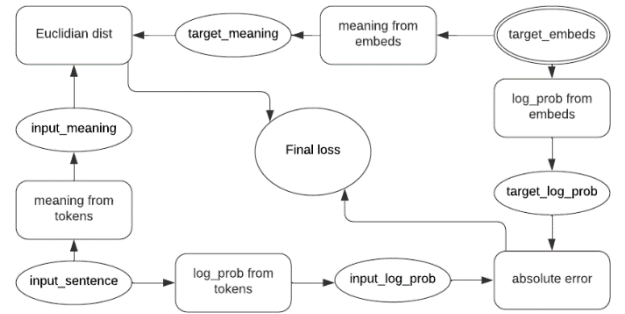 Euclidian dist
target_meaning
meaning from
embeds
target_embeds
log_prob from
embeds
input_meaning
Final loss
meaning from
tokens
target_log_prob
input_sentence
log_prob from
tokens
input_log_prob
absolute error